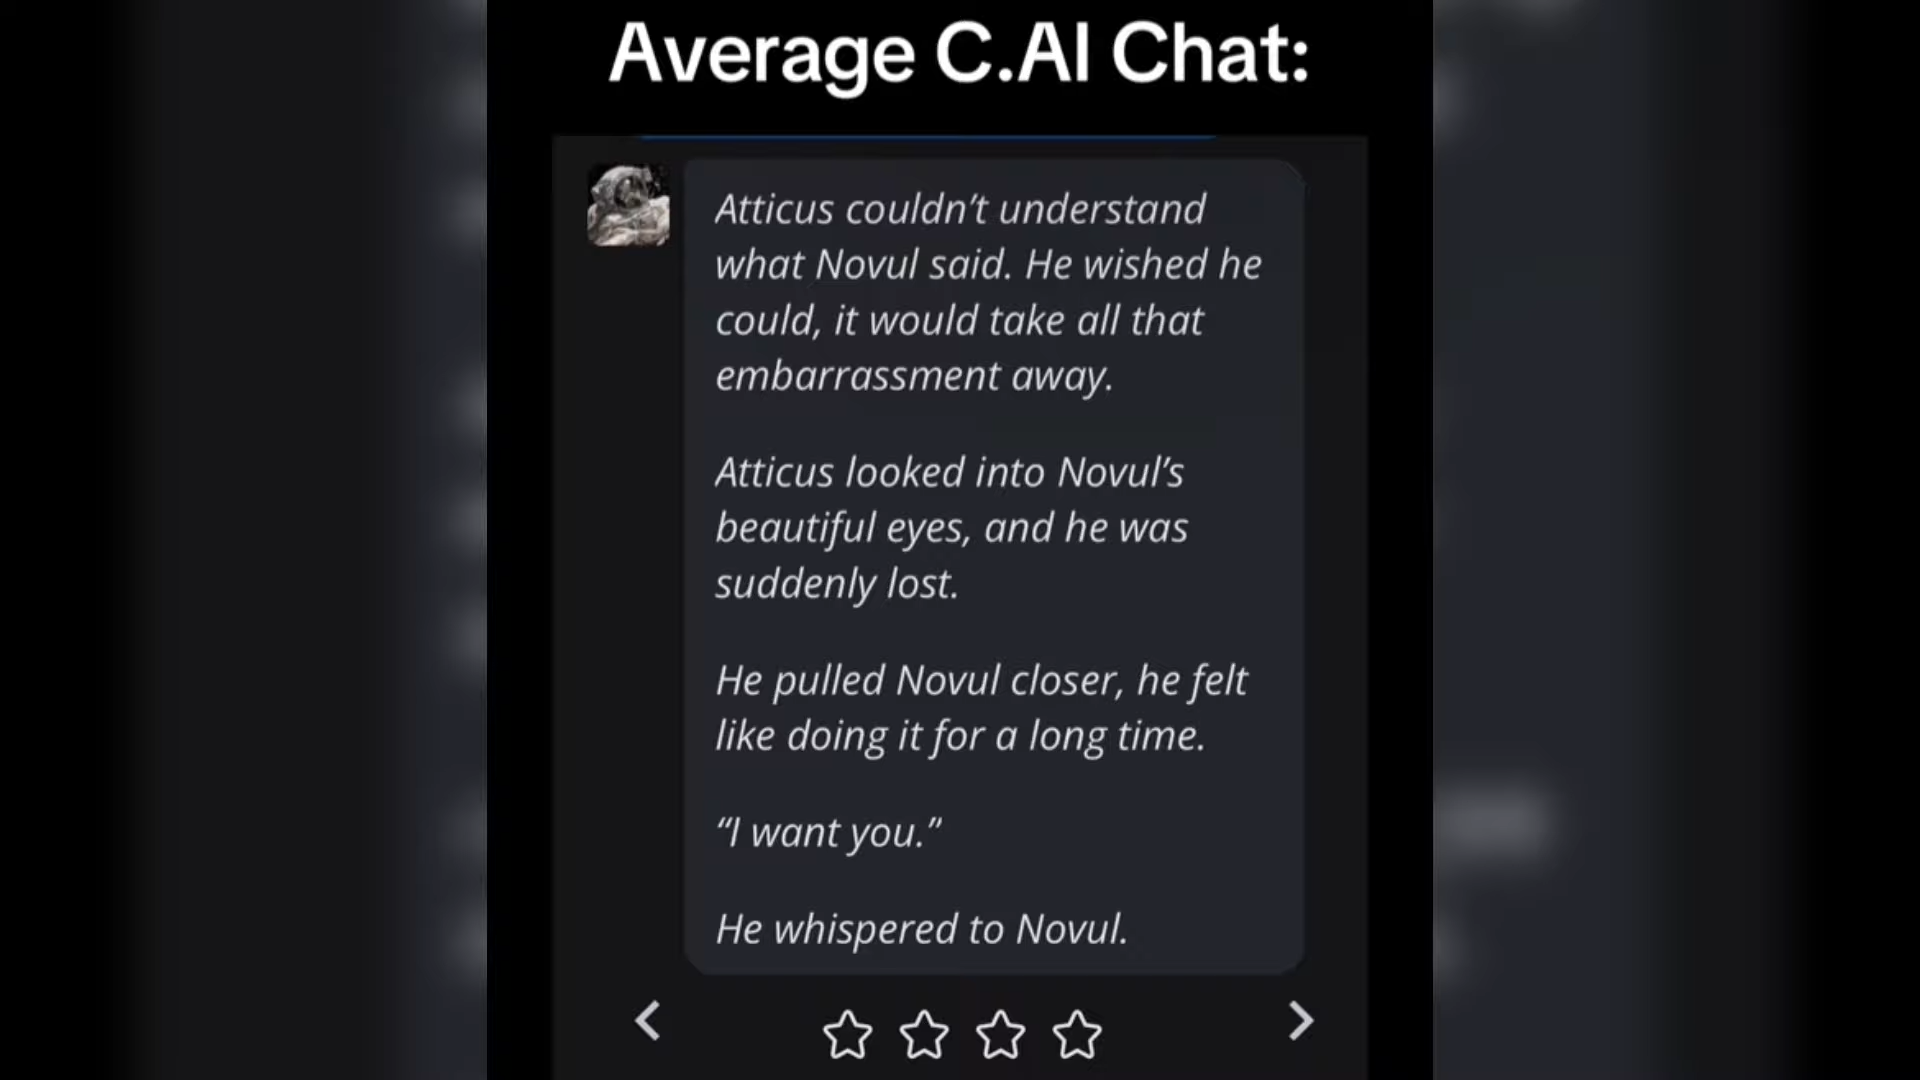 Average C.AI Chat:
Atticus couldn’t understand
what Novul said. He wished he
could, it would take all that
embarrassment away.
Atticus looked into Novul’s
beautiful eyes, and he was
suddenly lost.
He pulled Novul closer, he felt
like doing it for a long time.
“I want you.”
He whispered to Novul.